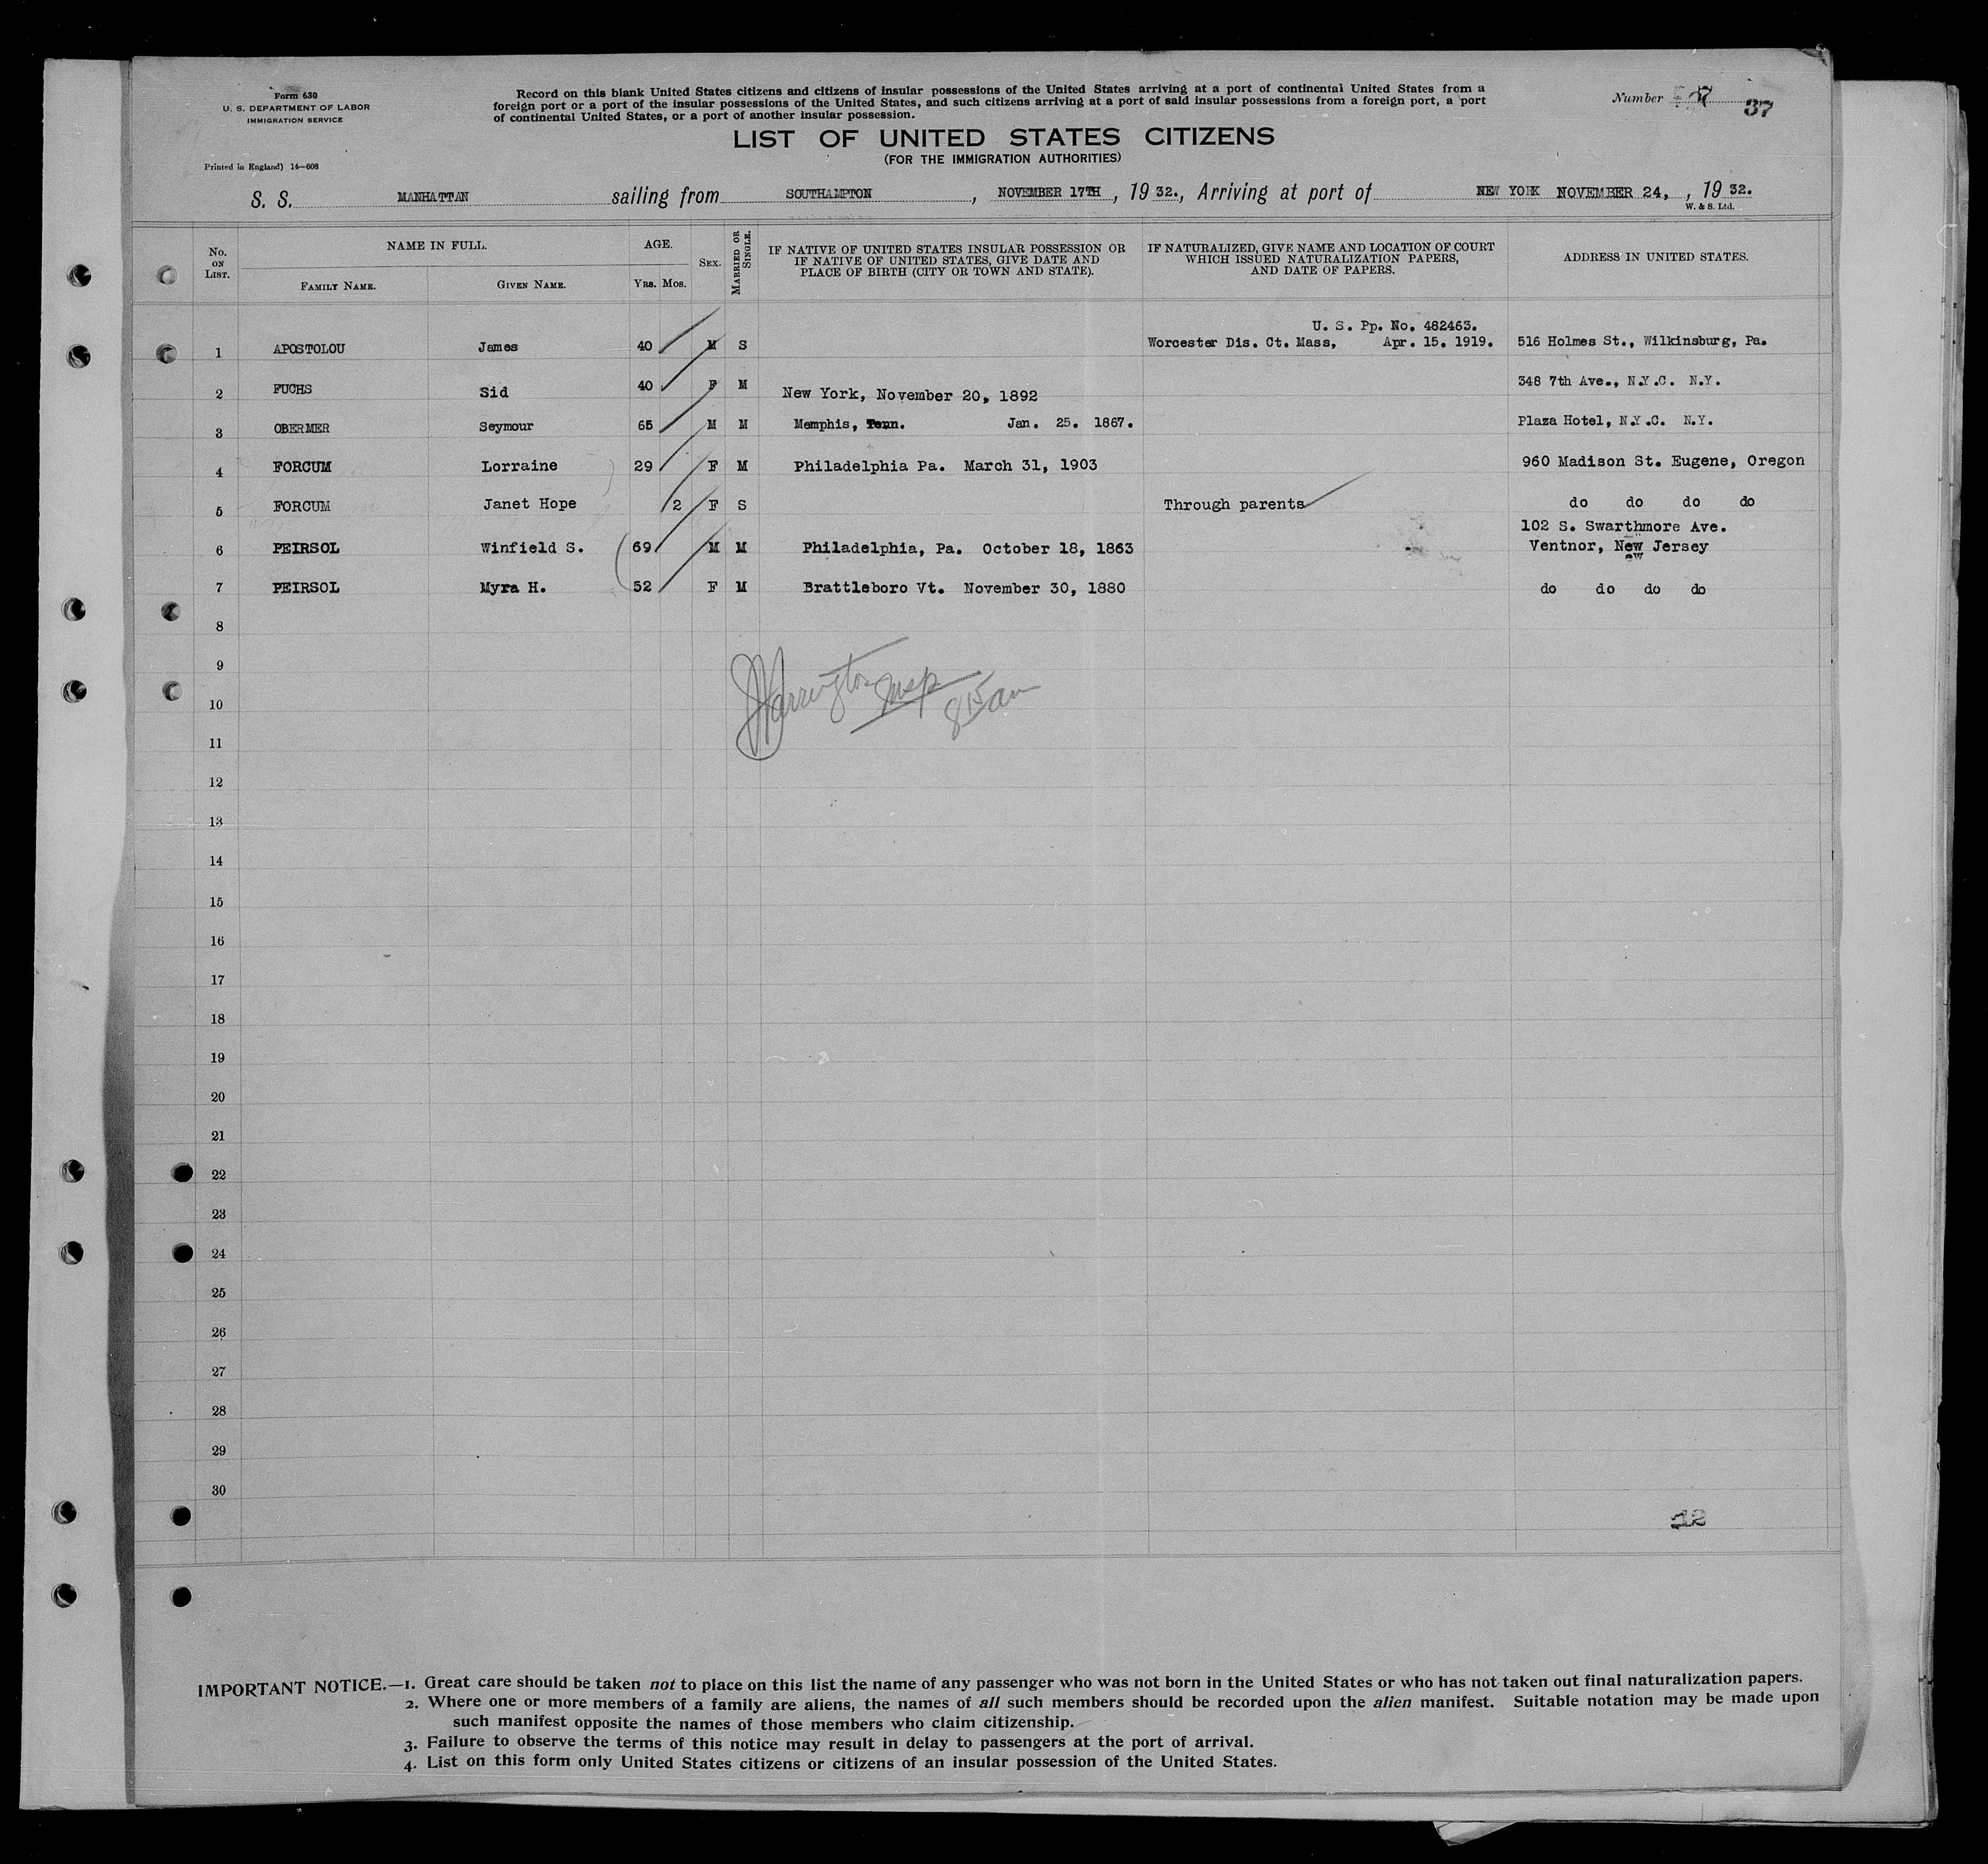 Form 630
U. S. DEPARTMENT OF LABOR
IMMIGRATION SERVICE
Printed in England) 14—608
Record on this blank United States citizens and citizens of insular possessions of the United States arriving at a port of continental United States from a
foreign port or a port of the insular possessions of the United States, and such citizens arriving at a port of said insular possessions from a foreign port, a port
of continental United States, or a port of another insular possession.
Number 37
LIST OF UNITED STATES CITIZENS
(FOR THE IMMIGRATION AUTHORITIES)
S. S. MANHATTAN sailing from SOUTHAMPTON, NOVEMBER 17TH, 19 32., Arriving at port of NEW YORK NOVEMBER 24, , 19 32.
W. & S. Ltd.
No. ON LIST. NAME IN FULL. FAMILY NAME. GIVEN NAME. AGE. YRS. MOS. SEX. MARRIED OR SINGLE. IF NATIVE OF UNITED STATES INSULAR POSSESSION OR IF NATIVE OF UNITED STATES, GIVE DATE AND PLACE OF BIRTH (CITY OR TOWN AND STATE). IF NATURALIZED, GIVE NAME AND LOCATION OF COURT WHICH ISSUED NATURALIZATION PAPERS, AND DATE OF PAPERS. ADDRESS IN UNITED STATES.
U. S. Pp. No. 482463.
1 APOSTOLOU James 40 M S Worcester Dis. Ct. Mass, Apr. 15. 1919. 516 Holmes St., Wilkinsburg, Pa.
2 FUCHS Sid 40 F M New York, November 20, 1892 348 7th Ave., N.Y.C. N.Y.
3 OBERMER Seymour 65 M M Memphis, Tenn. Jan. 25. 1867. Plaza Hotel, N.Y.C. N.Y.
4 FORCUM Lorraine 29 F M Philadelphia Pa. March 31, 1903 960 Madison St. Eugene, Oregon
5 FORCUM Janet Hope 2 F S Through parents do do do do
102 S. Swarthmore Ave.
6 PEIRSOL Winfield S. 69 M M Philadelphia, Pa. October 18, 1863 Ventnor, New Jersey
ew
7 PEIRSOL Myra H. 52 F M Brattleboro Vt. November 30, 1880 do do do do
8
9
Harrington Insp 8 15 am
10
11
12
13
14
15
16
17
18
19
20
21
22
23
24
25
26
27
28
29
30
12
IMPORTANT NOTICE.—1. Great care should be taken not to place on this list the name of any passenger who was not born in the United States or who has not taken out final naturalization papers.
2. Where one or more members of a family are aliens, the names of all such members should be recorded upon the alien manifest. Suitable notation may be made upon
such manifest opposite the names of those members who claim citizenship.
3. Failure to observe the terms of this notice may result in delay to passengers at the port of arrival.
4. List on this form only United States citizens or citizens of an insular possession of the United States.